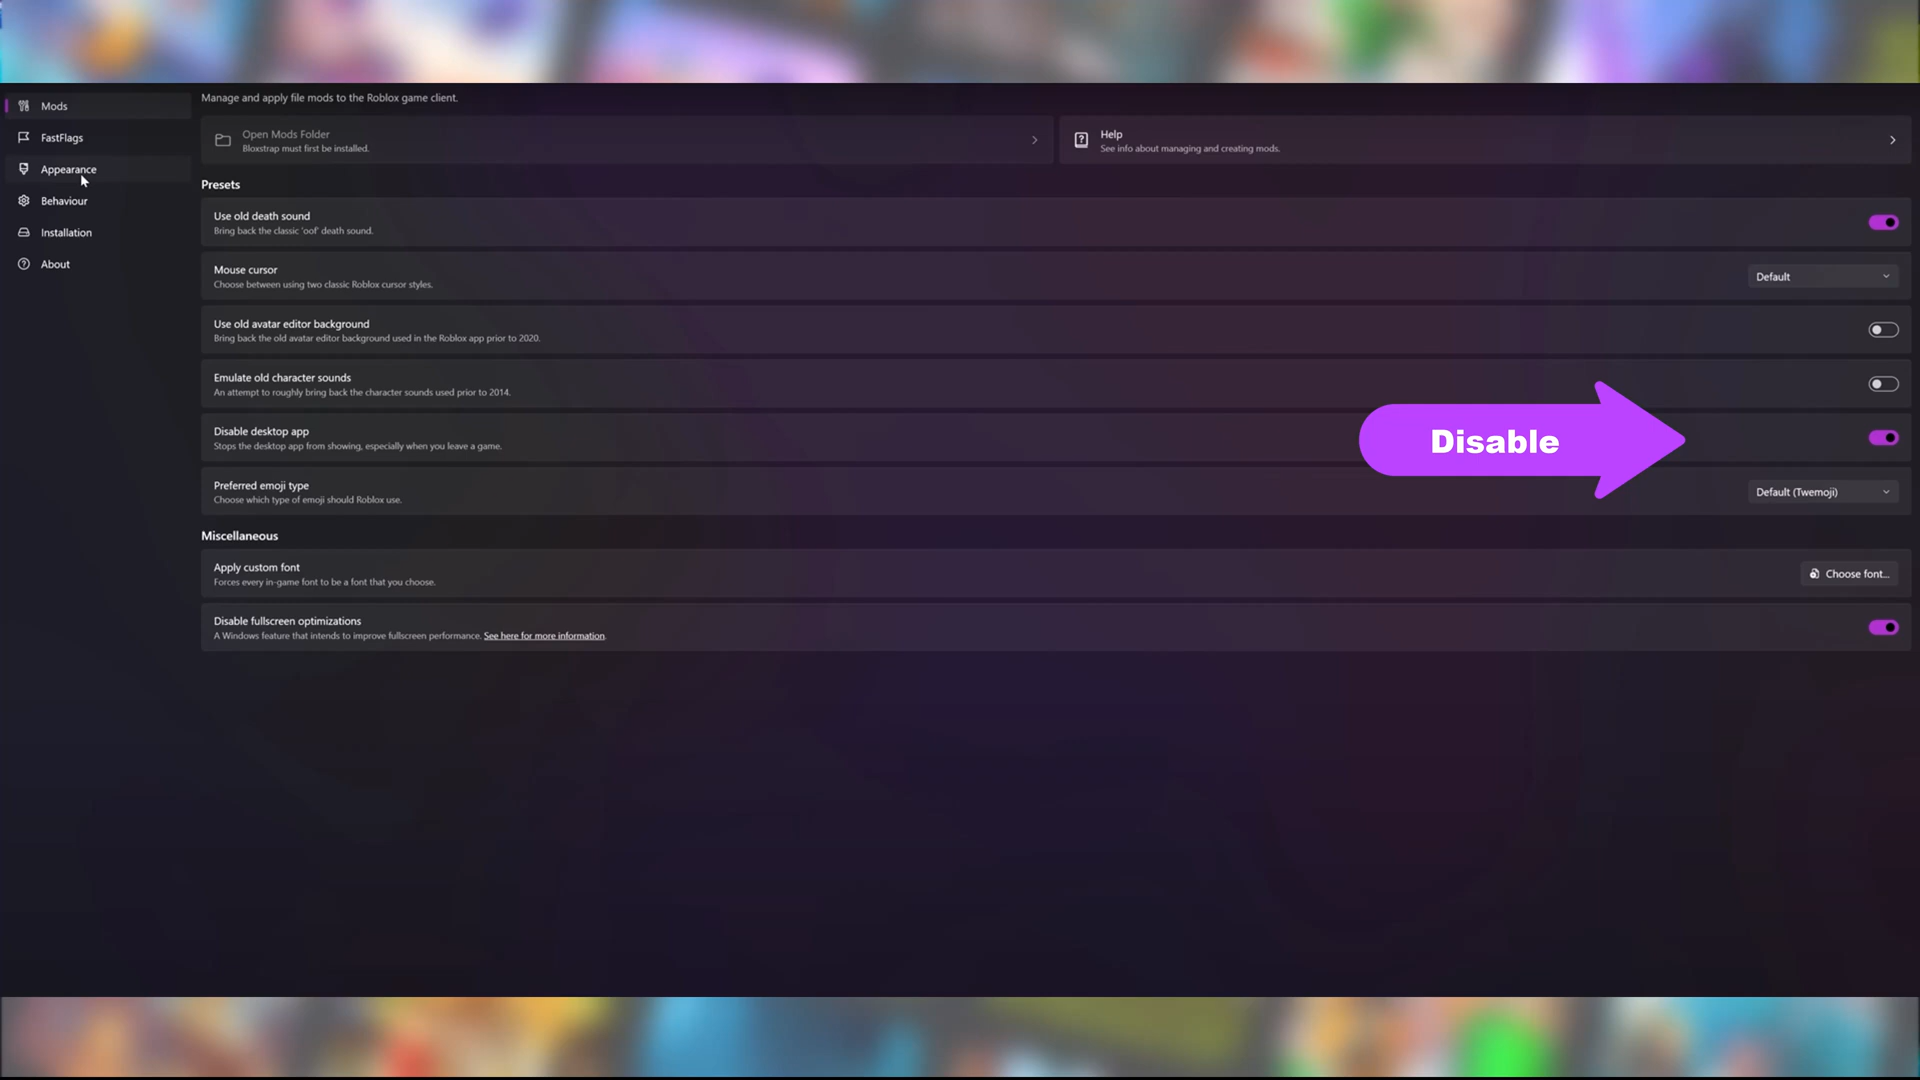 Mods
FastFlags
Appearance
Behaviour
Installation
About
Manage and apply file mods to the Roblox game client.
Open Mods Folder
Bloxstrap must first be installed.
Help
See info about managing and creating mods.
Presets
Use old death sound
Bring back the classic 'oof' death sound.
Mouse cursor
Choose between using two classic Roblox cursor styles.
Default
Use old avatar editor background
Bring back the old avatar editor background used in the Roblox app prior to 2020.
Emulate old character sounds
An attempt to roughly bring back the character sounds used prior to 2014.
Disable desktop app
Stops the desktop app from showing, especially when you leave a game.
Disable
Preferred emoji type
Choose which type of emoji should Roblox use.
Default (Twemoji)
Miscellaneous
Apply custom font
Forces every in-game font to be a font that you choose.
Choose font...
Disable fullscreen optimizations
A Windows feature that intends to improve fullscreen performance. See here for more information.